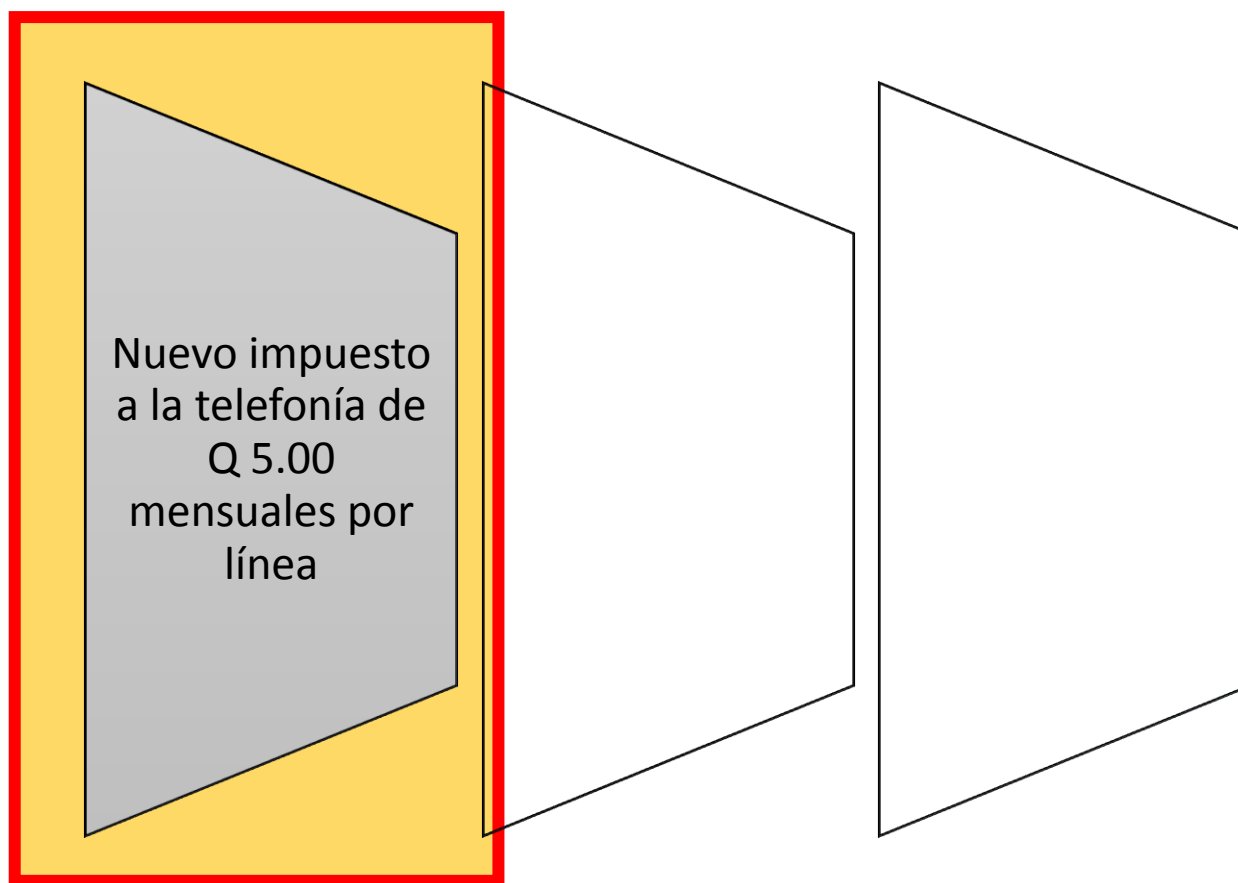 Nuevo impuesto
a la telefonía de
Q 5.00
mensuales por
línea